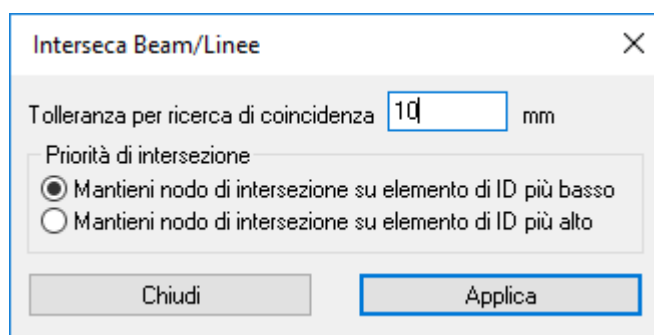 Interseca Beam/Linee
Tolleranza per ricerca di coincidenza 10 mm
Priorità di intersezione
Mantieni nodo di intersezione su elemento di ID più basso
Mantieni nodo di intersezione su elemento di ID più alto
Chiudi Applica